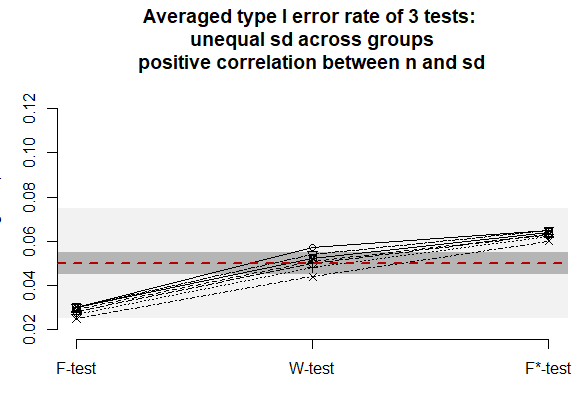 Averaged type I error rate of 3 tests:
unequal sd across groups
positive correlation between n and sd
0.12
0.10
0.08
0.06
0.04
0.02
F-test
W-test
F*-test